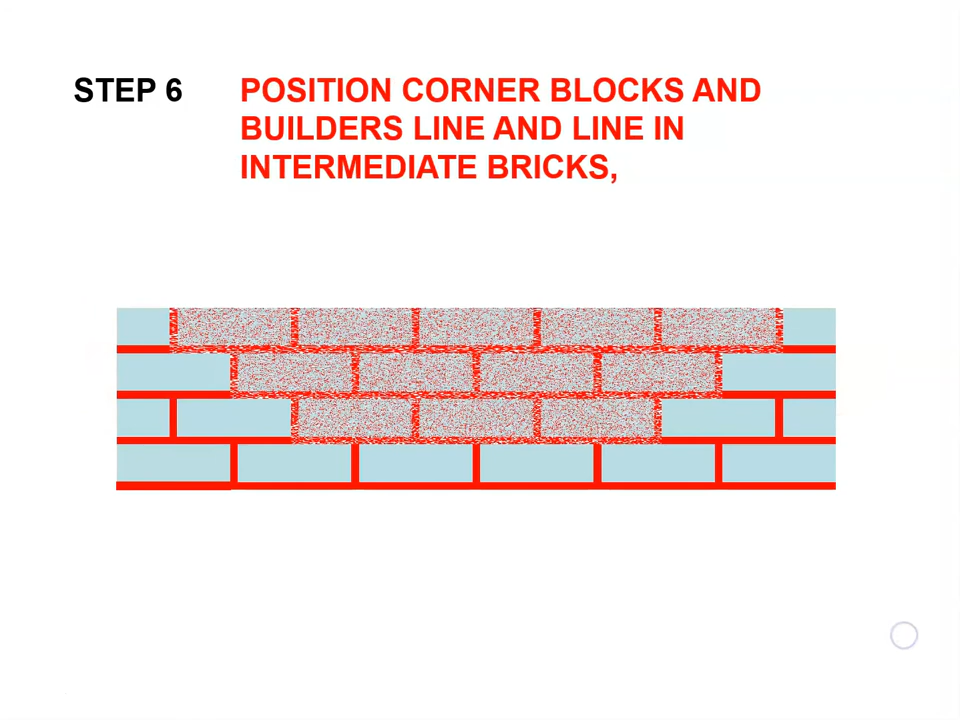 STEP 6 POSITION CORNER BLOCKS AND
BUILDERS LINE AND LINE IN
INTERMEDIATE BRICKS,